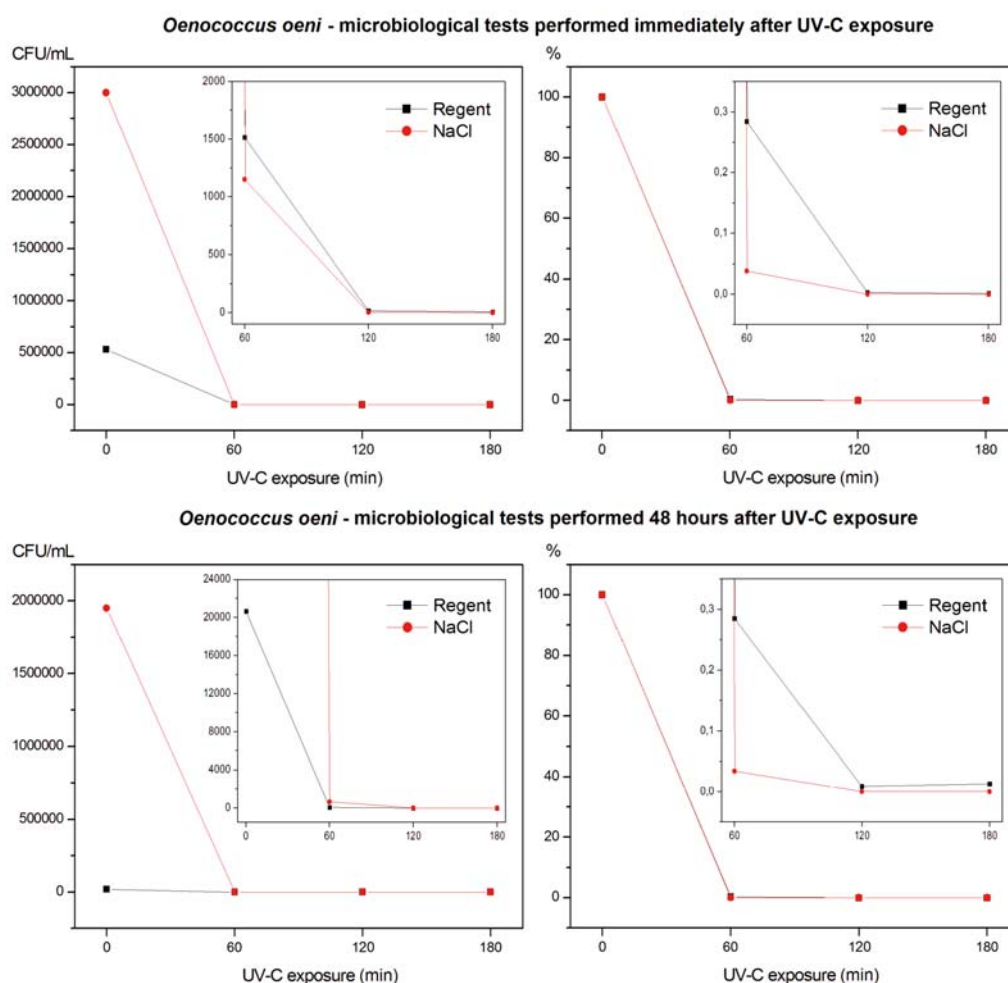 Oenococcus oeni - microbiological tests performed immediately after UV-C exposure
CFU/mL
3000000
2500000
2000000
1500000
1000000
500000
0
0 60 120 180
UV-C exposure (min)
2000
1500
1000
500
0
60 120 180
Regent
NaCl
%
100
80
60
40
20
0
0 60 120 180
UV-C exposure (min)
0,3
0,2
0,1
0,0
60 120 180
Regent
NaCl
Oenococcus oeni - microbiological tests performed 48 hours after UV-C exposure
CFU/mL
2000000
1500000
1000000
500000
0
0 60 120 180
UV-C exposure (min)
24000
20000
16000
12000
8000
4000
0
0 60 120 180
Regent
NaCl
%
100
80
60
40
20
0
0 60 120 180
UV-C exposure (min)
0,3
0,2
0,1
0,0
60 120 180
Regent
NaCl